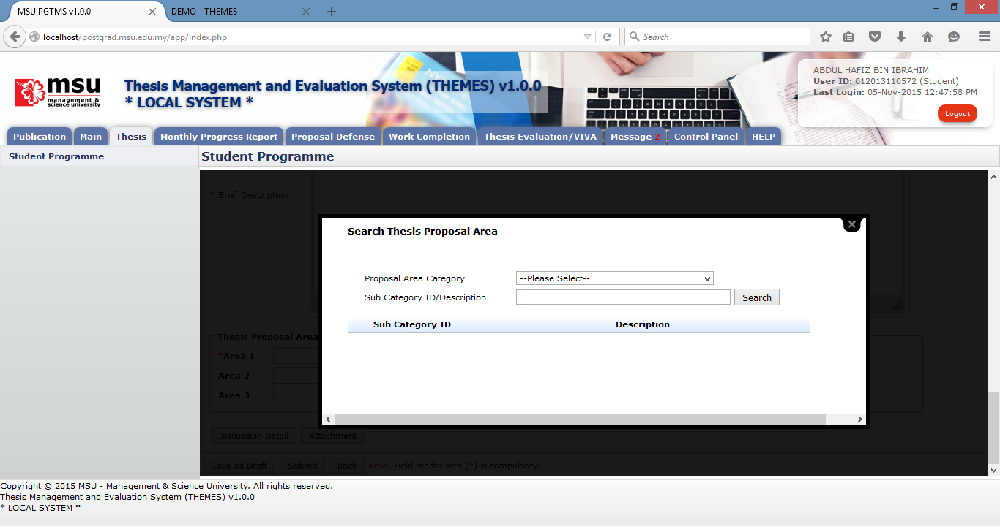 MSU PGTMS v1.0.0
DEMO - THEMES
localhost/postgrad.msu.edu.my/app/index.php
Search
msu
management &
science university
Thesis Management and Evaluation System (THEMES) v1.0.0
* LOCAL SYSTEM *
ABDUL HAFIZ BIN IBRAHIM
User ID: 012013110572 (Student)
Last Login: 05-Nov-2015 12:47:58 PM
Logout
Publication
Main
Thesis
Monthly Progress Report
Proposal Defense
Work Completion
Thesis Evaluation/VIVA
Message 2
Control Panel
HELP
Student Programme
Student Programme
* Brief Description
Search Thesis Proposal Area
Proposal Area Category
--Please Select--
Sub Category ID/Description
Search
Sub Category ID
Description
Thesis Proposal Area
*Area 1
Area 2
Area 3
Discussion Detail
Attachment
Save as Draft
Submit
Back
Note: Field marks with (*) is compulsory.
Copyright © 2015 MSU - Management & Science University. All rights reserved.
Thesis Management and Evaluation System (THEMES) v1.0.0
* LOCAL SYSTEM *